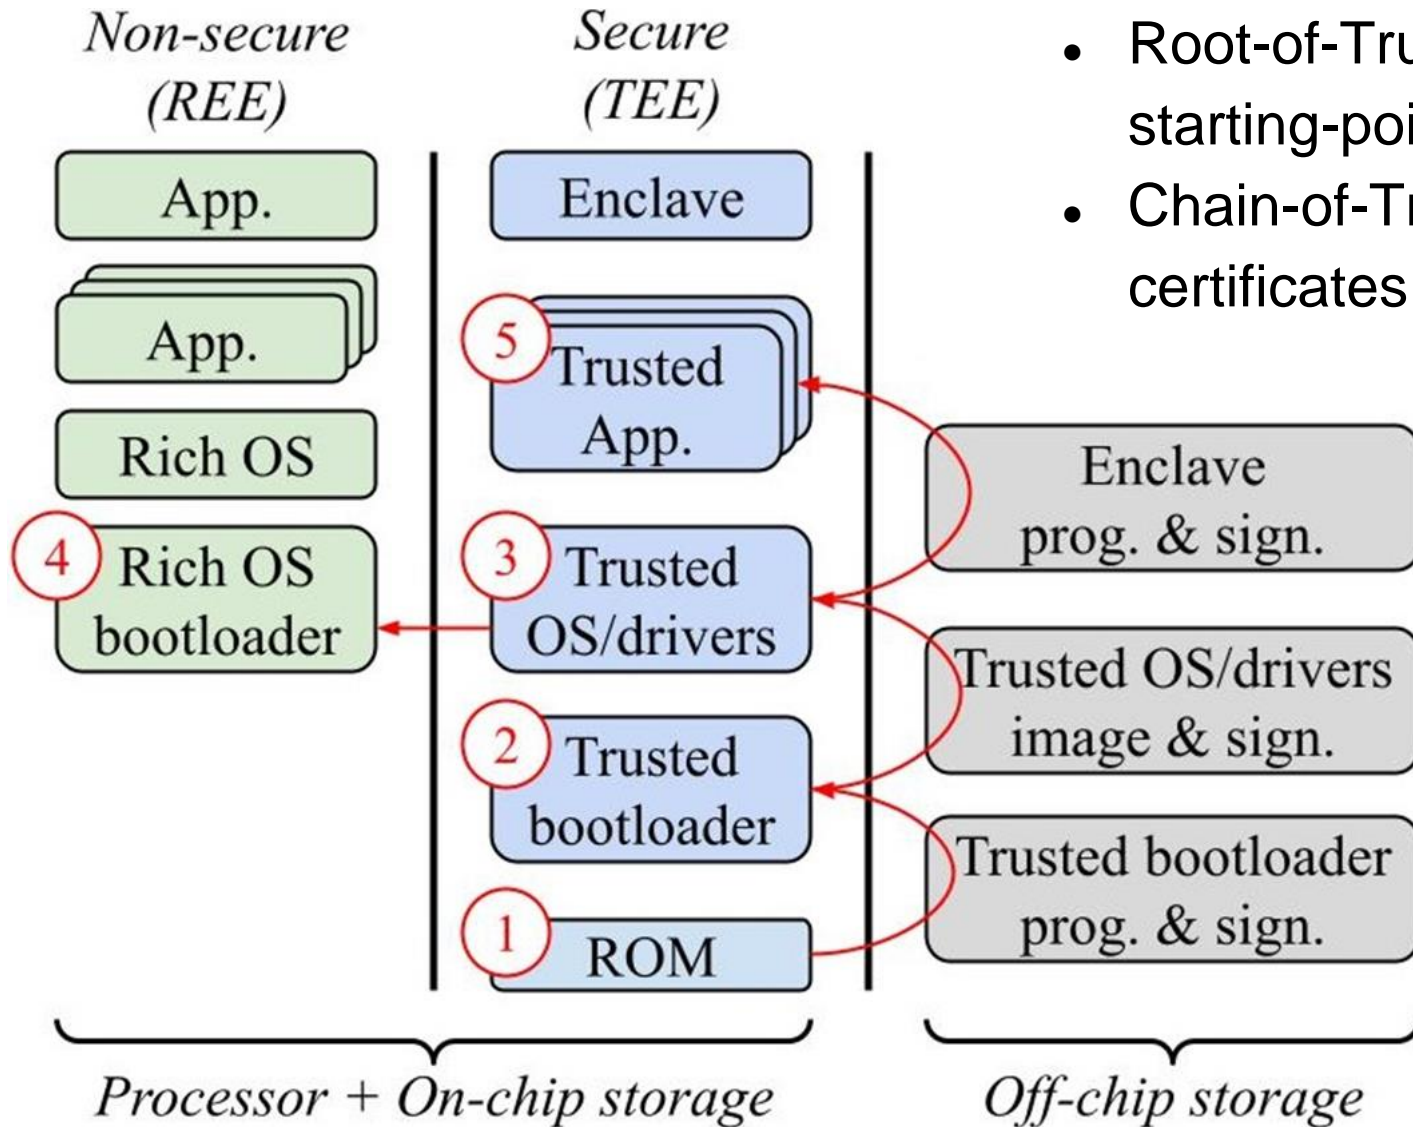 Non-secure
(REE)
App.
App.
Rich OS
4
Rich OS
bootloader
Secure
(TEE)
Enclave
5
Trusted
App.
3
Trusted
OS/drivers
2
Trusted
bootloader
1
ROM
Enclave
prog. & sign.
Trusted OS/drivers
image & sign.
Trusted bootloader
prog. & sign.
Processor + On-chip storage
Off-chip storage
• Root-of-Tru
starting-poi
• Chain-of-Tr
certificates